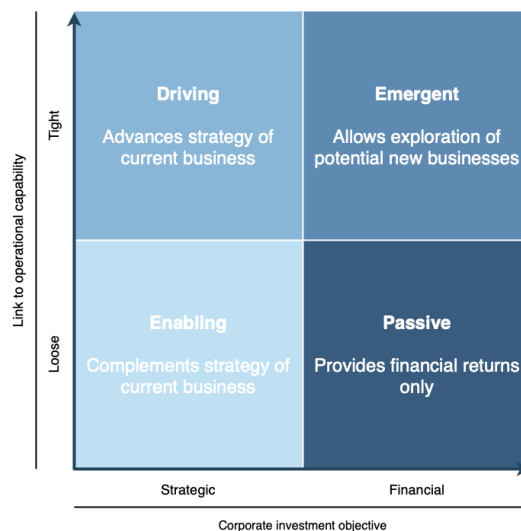 Driving
Advances strategy of
current business
Emergent
Allows exploration of
potential new businesses
Enabling
Complements strategy of
current business
Passive
Provides financial returns
only
Link to operational capability
Tight
Loose
Strategic
Financial
Corporate investment objective